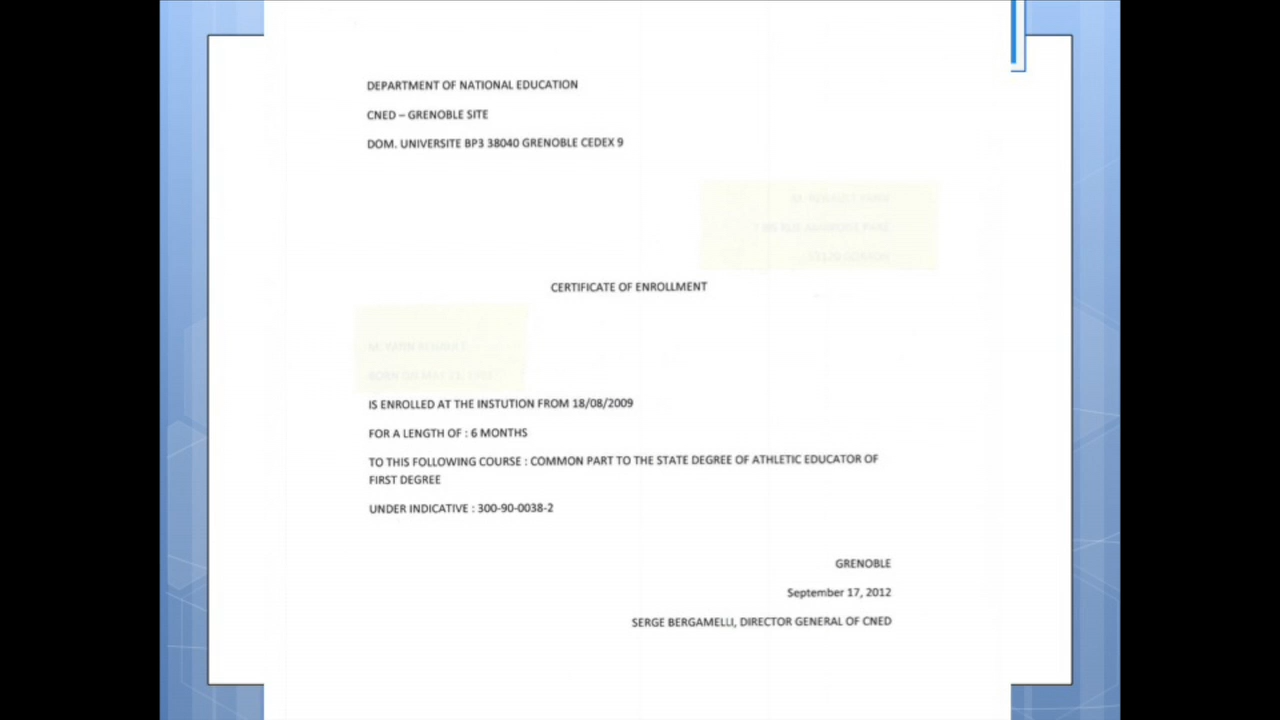 DEPARTMENT OF NATIONAL EDUCATION
CNED – GRENOBLE SITE
DOM. UNIVERSITE BP3 38040 GRENOBLE CEDEX 9
CERTIFICATE OF ENROLLMENT
IS ENROLLED AT THE INSTUTION FROM 18/08/2009
FOR A LENGTH OF : 6 MONTHS
TO THIS FOLLOWING COURSE : COMMON PART TO THE STATE DEGREE OF ATHLETIC EDUCATOR OF
FIRST DEGREE
UNDER INDICATIVE : 300-90-0038-2
GRENOBLE
September 17, 2012
SERGE BERGAMELLI, DIRECTOR GENERAL OF CNED